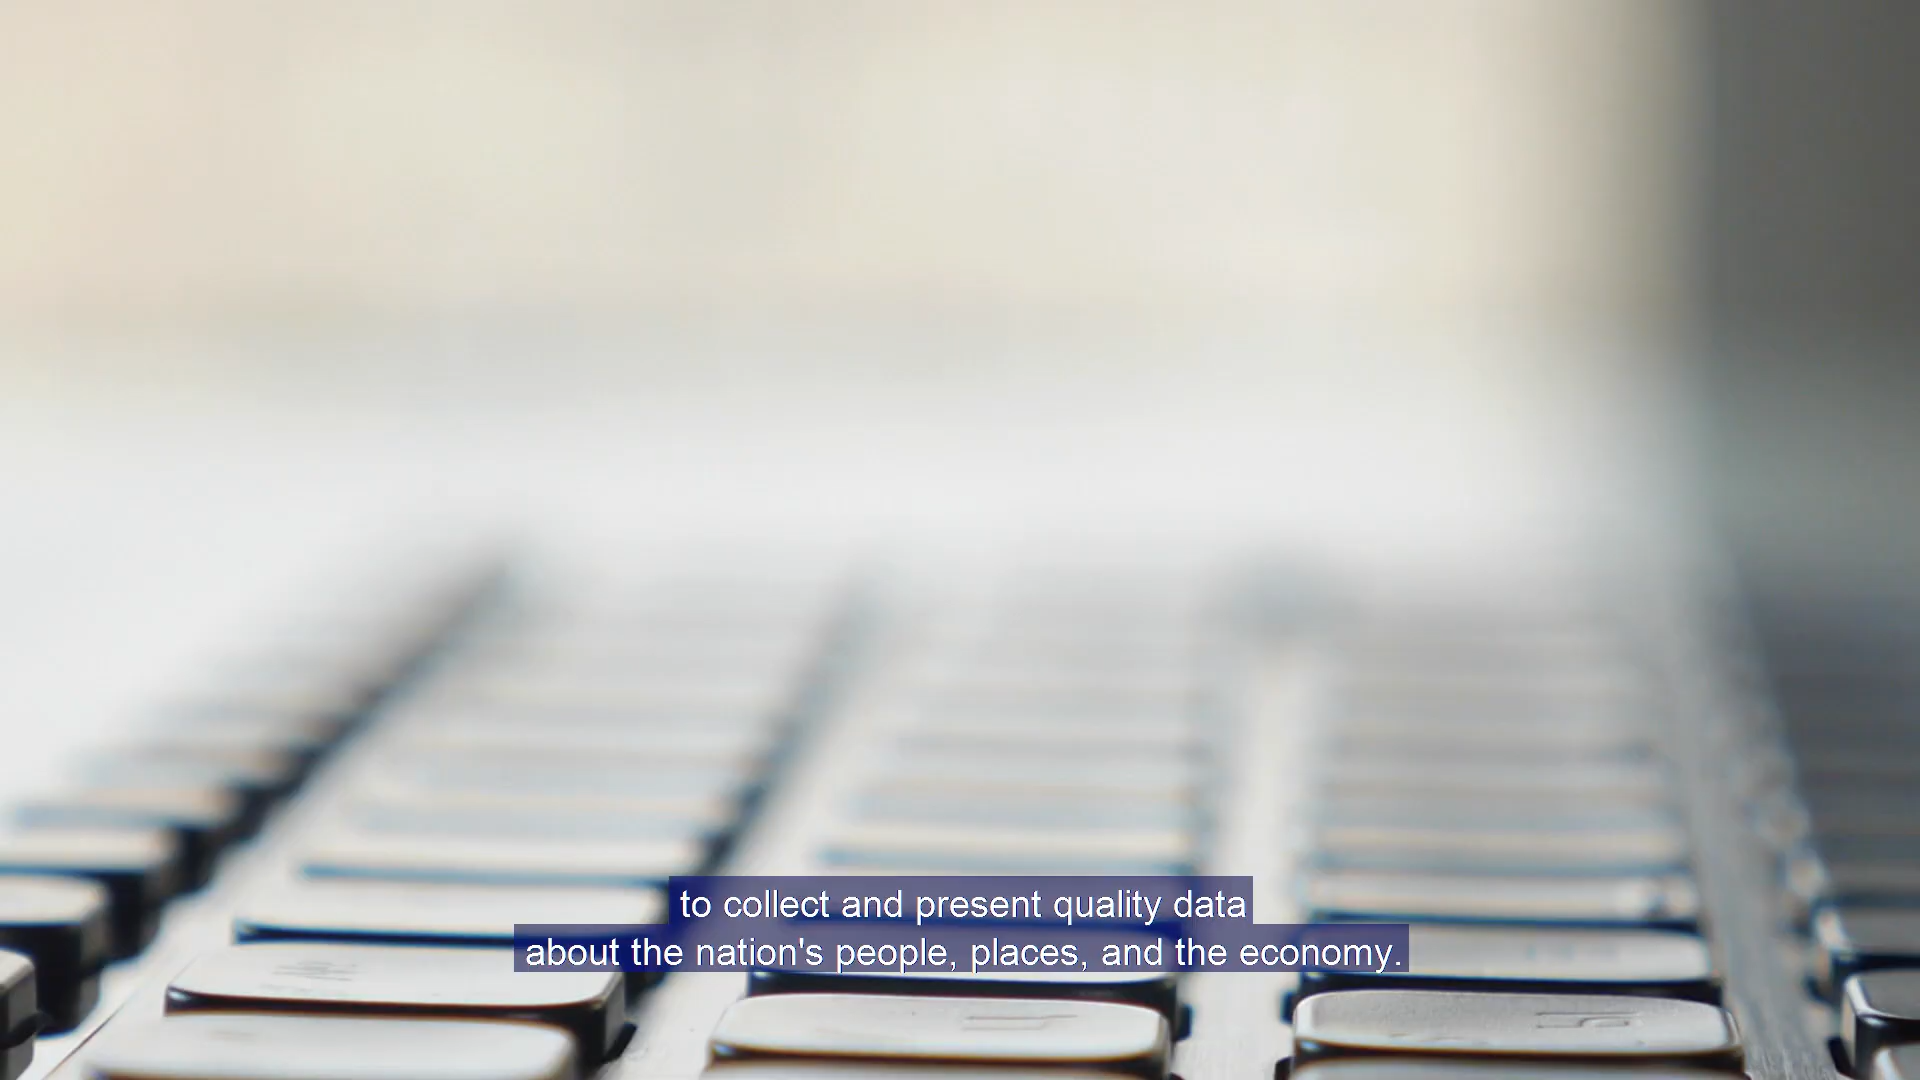 to collect and present quality data
about the nation's people, places, and the economy.